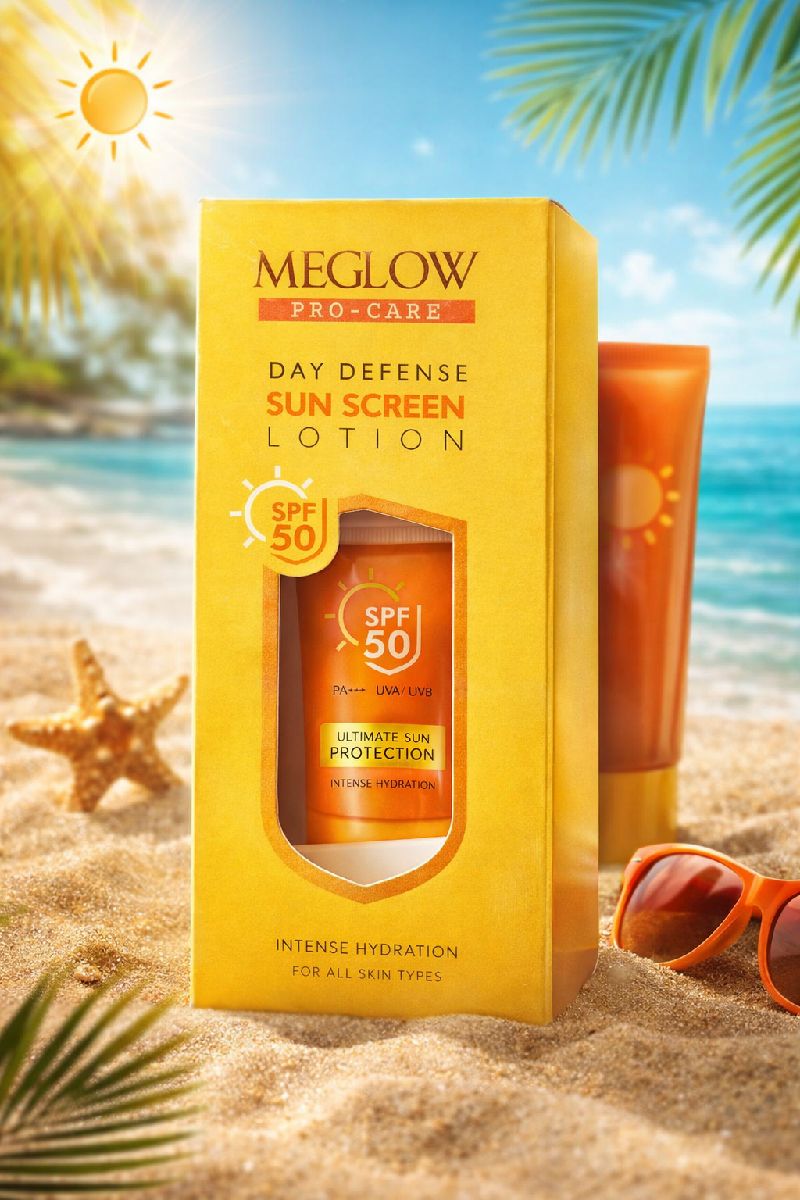 MEGLOW
PRO-CARE
DAY DEFENSE
SUN SCREEN
LOTION
SPF
50
SPF
50
PA+++ UVA/UVB
ULTIMATE SUN
PROTECTION
INTENSE HYDRATION
INTENSE HYDRATION
FOR ALL SKIN TYPES